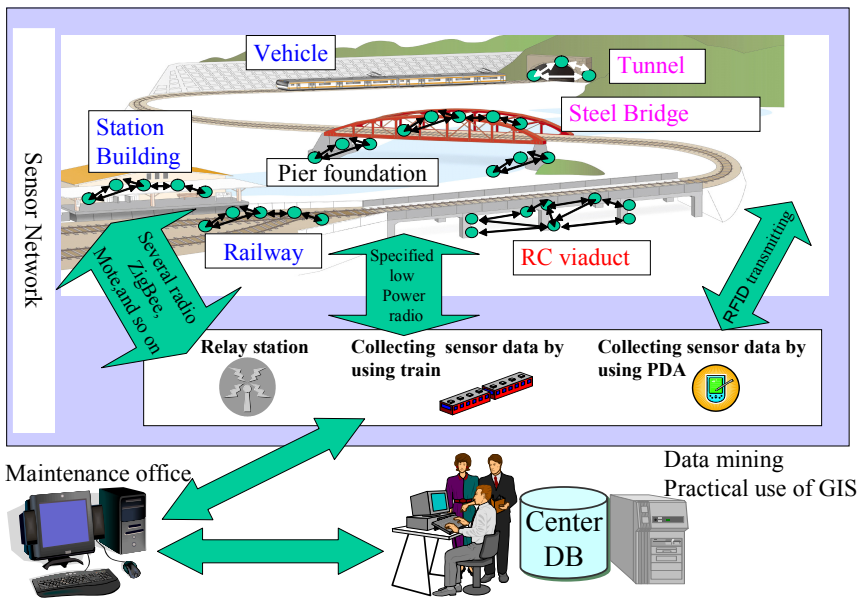 Sensor Network
Vehicle
Tunnel
Steel Bridge
Station
Building
Pier foundation
Railway
RC viaduct
Several radio
ZigBee,
Mote,and so on
Specified
low
Power
radio
RFID transmitting
Relay station
Collecting sensor data by
using train
Collecting sensor data by
using PDA
Maintenance office
Data mining
Practical use of GIS
Center
DB